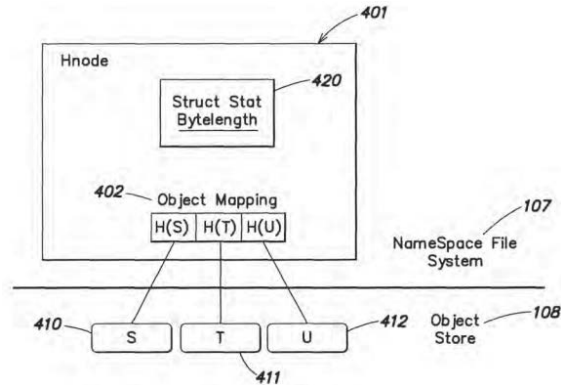 401
Hnode
420
Struct Stat
Bytelength
402
Object Mapping
H(S) H(T) H(U)
107
NameSpace File
System
410
S
T
U
412
411
Object
Store
108